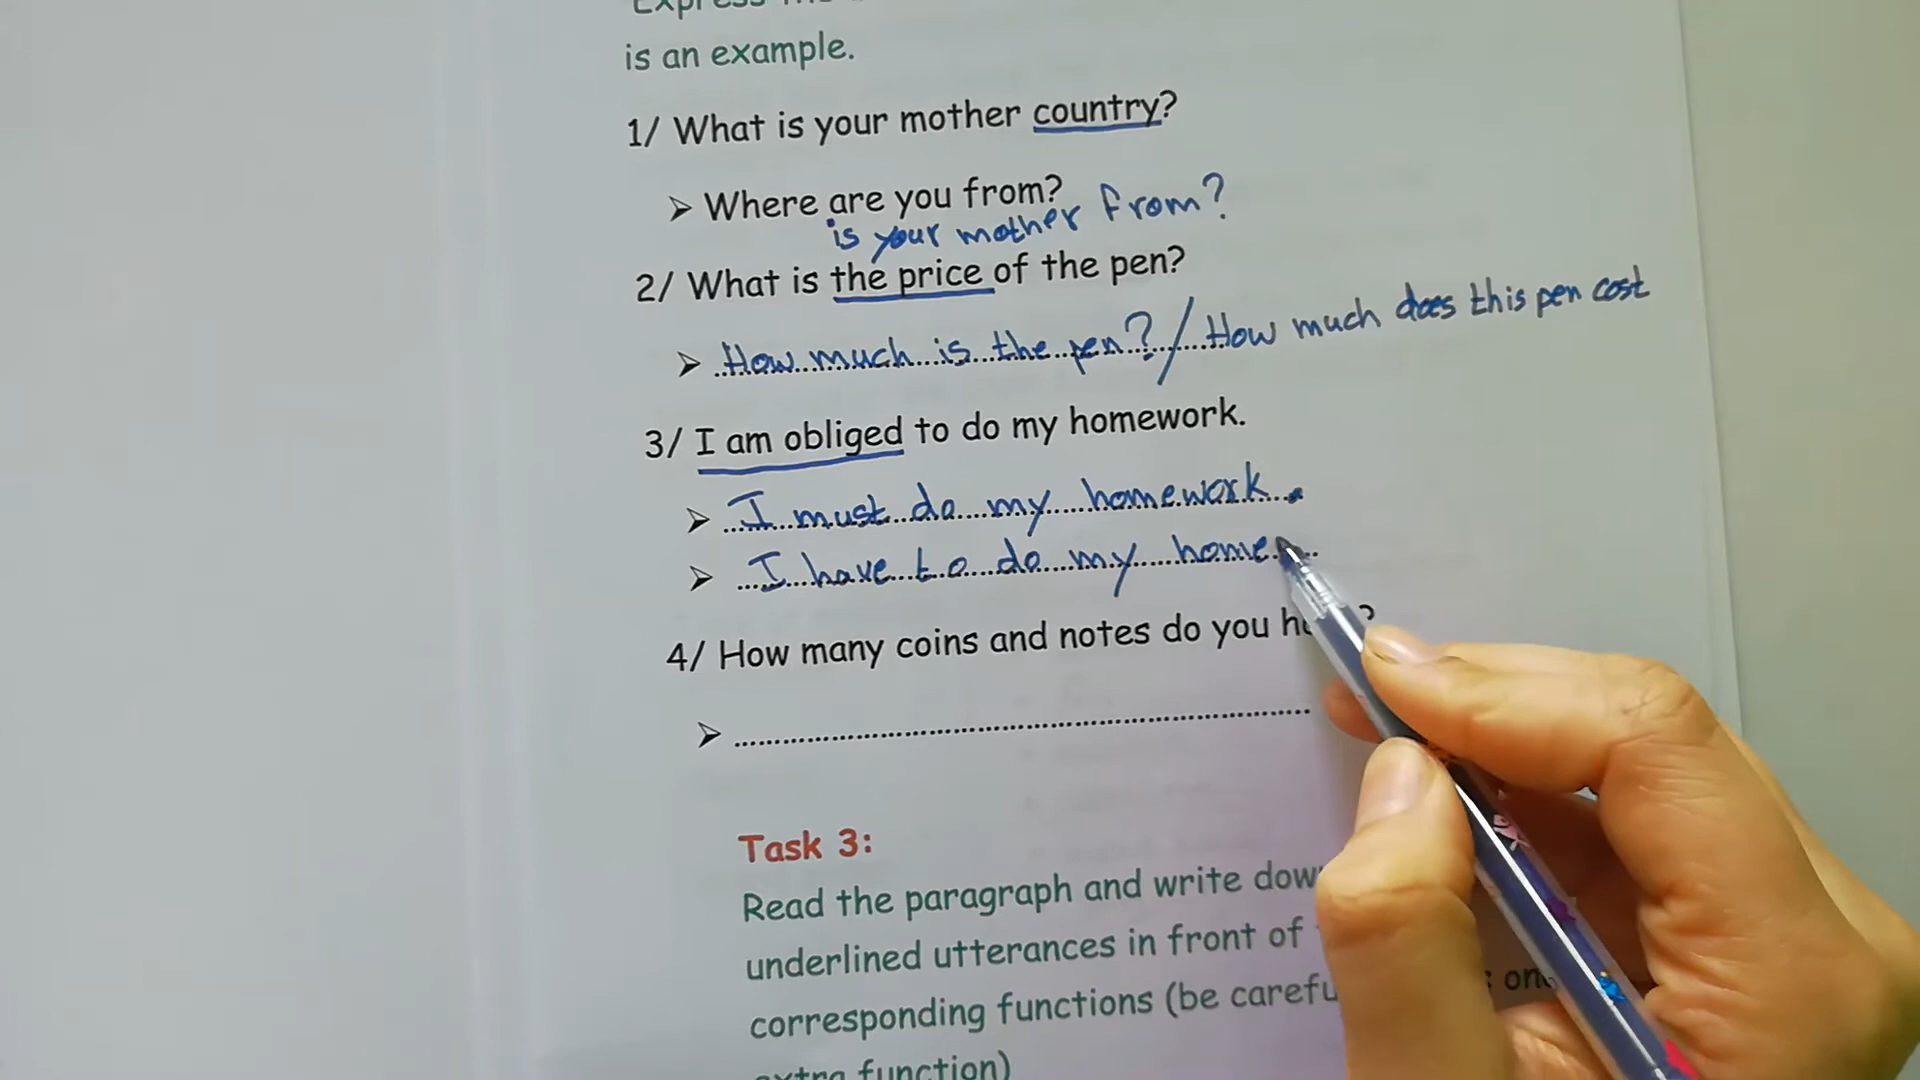 Express
is an example.
1/ What is your mother country?
➢ Where are you from?
is your mother from?
2/ What is the price of the pen?
➢ How much is the pen? / How much does this pen cost
3/ I am obliged to do my homework.
➢ I must do my homework.
➢ I have to do my home
4/ How many coins and notes do you ?
➢ ....................
Task 3:
Read the paragraph and write
underlined utterances in front of
corresponding functions (be
extra function)